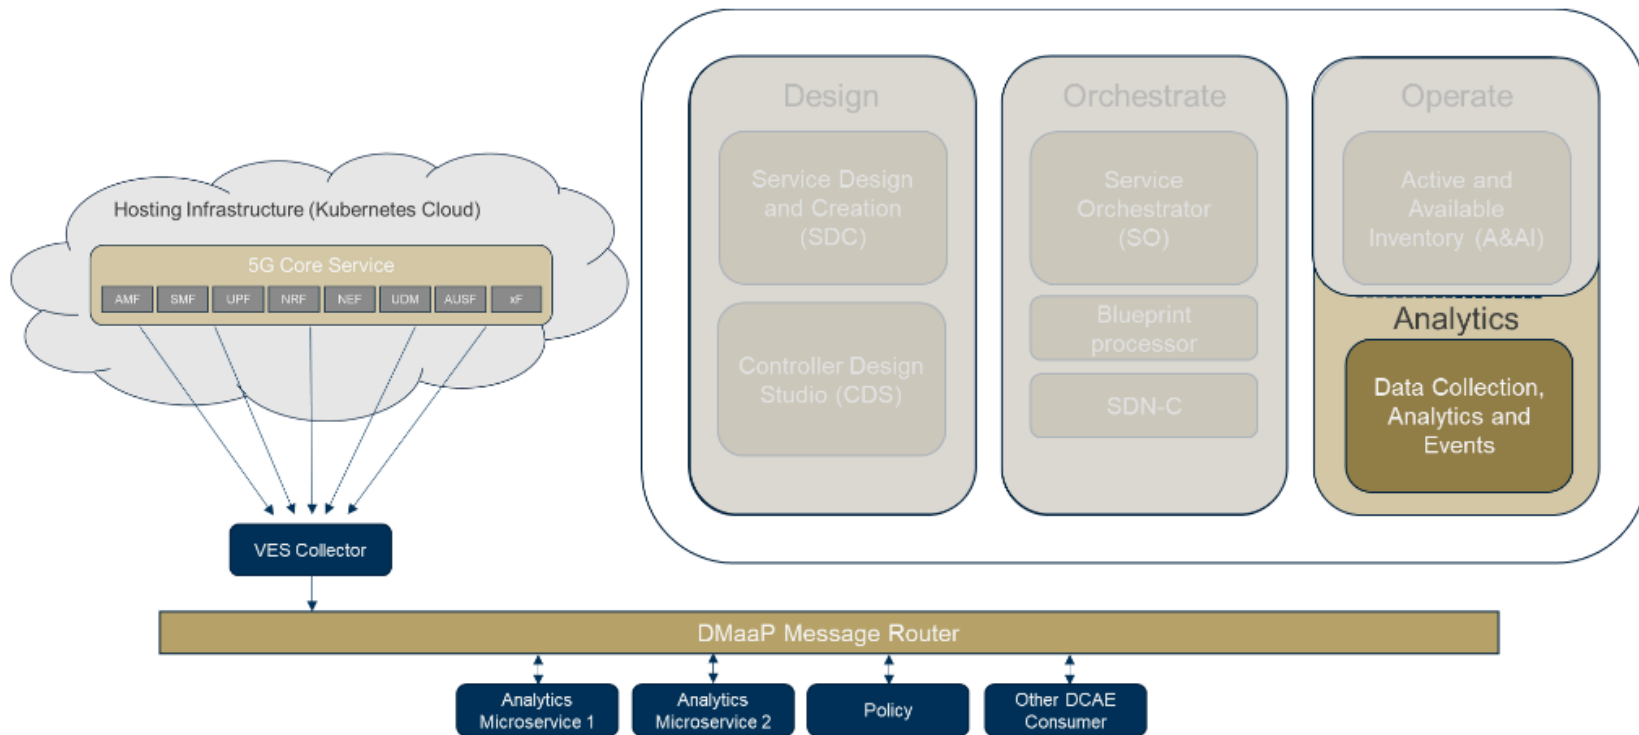 Design
Orchestrate
Operate
Service Design
and Creation
(SDC)
Service
Orchestrator
(SO)
Active and
Available
Inventory (A&AI)
Hosting Infrastructure (Kubernetes Cloud)
5G Core Service
AMF
SMF
UPF
NRF
NEF
UDM
AUSF
xF
Controller Design
Studio (CDS)
Blueprint
processor
SDN-C
Analytics
Data Collection,
Analytics and
Events
VES Collector
DMaaP Message Router
Analytics
Microservice 1
Analytics
Microservice 2
Policy
Other DCAE
Consumer